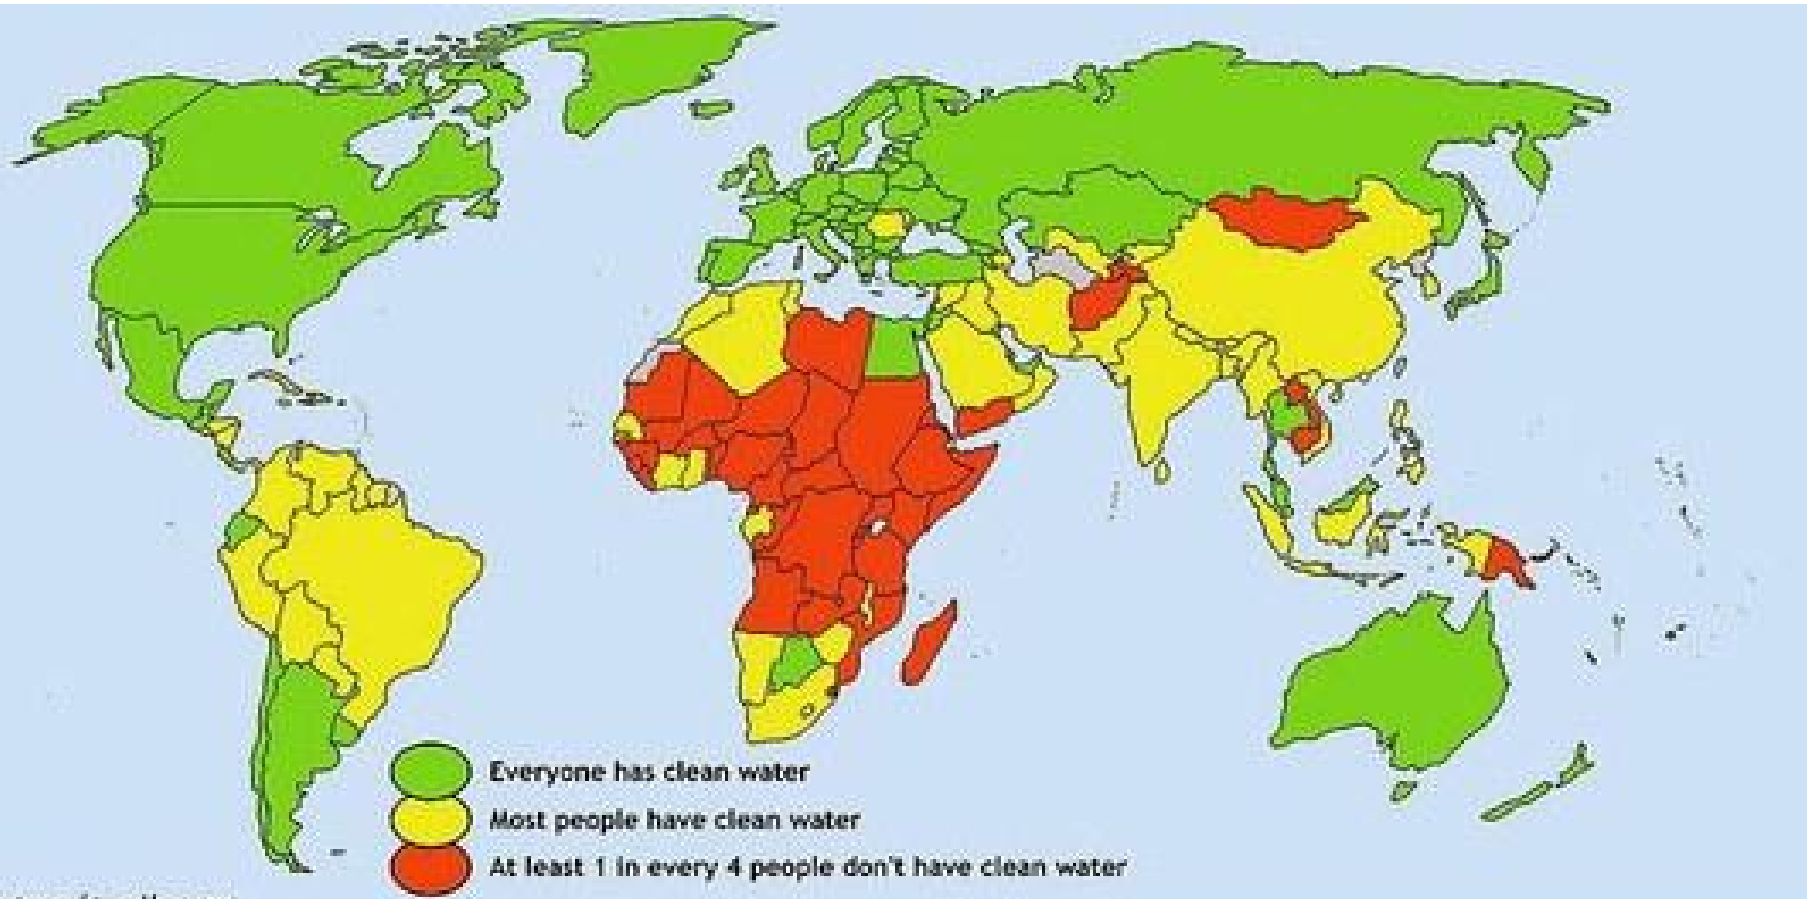 Everyone has clean water
Most people have clean water
At least 1 in every 4 people don't have clean water